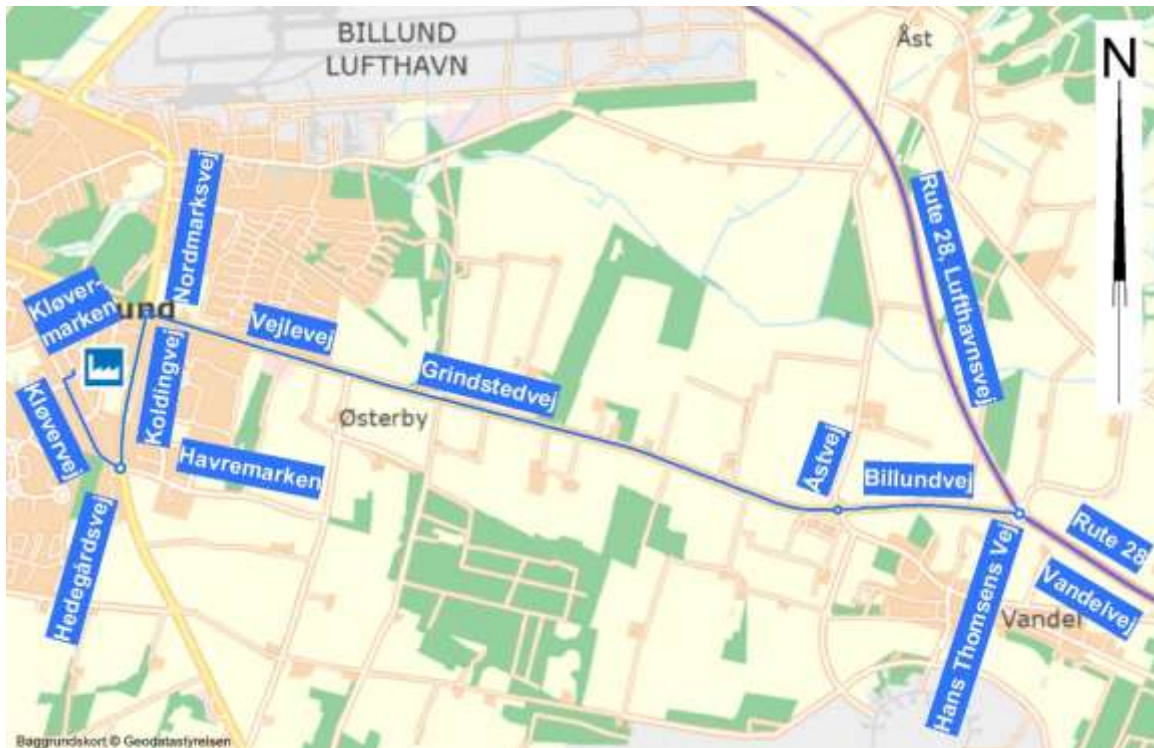 BILLUND
LUFTHAVN
Åst
N
Nordmarksvej
Rute 28, Lufthavnsvej
Kløver-
marken
und
Vejlevej
Koldingvej
Grindstedvej
Kløvervej
Østerby
Havremarken
Åstvej
Billundvej
Hedegårdsvej
Rute 28
Hans Thomsens Vej
Vandelvej
Vandel
Baggrundskort © Geodatastyrelsen